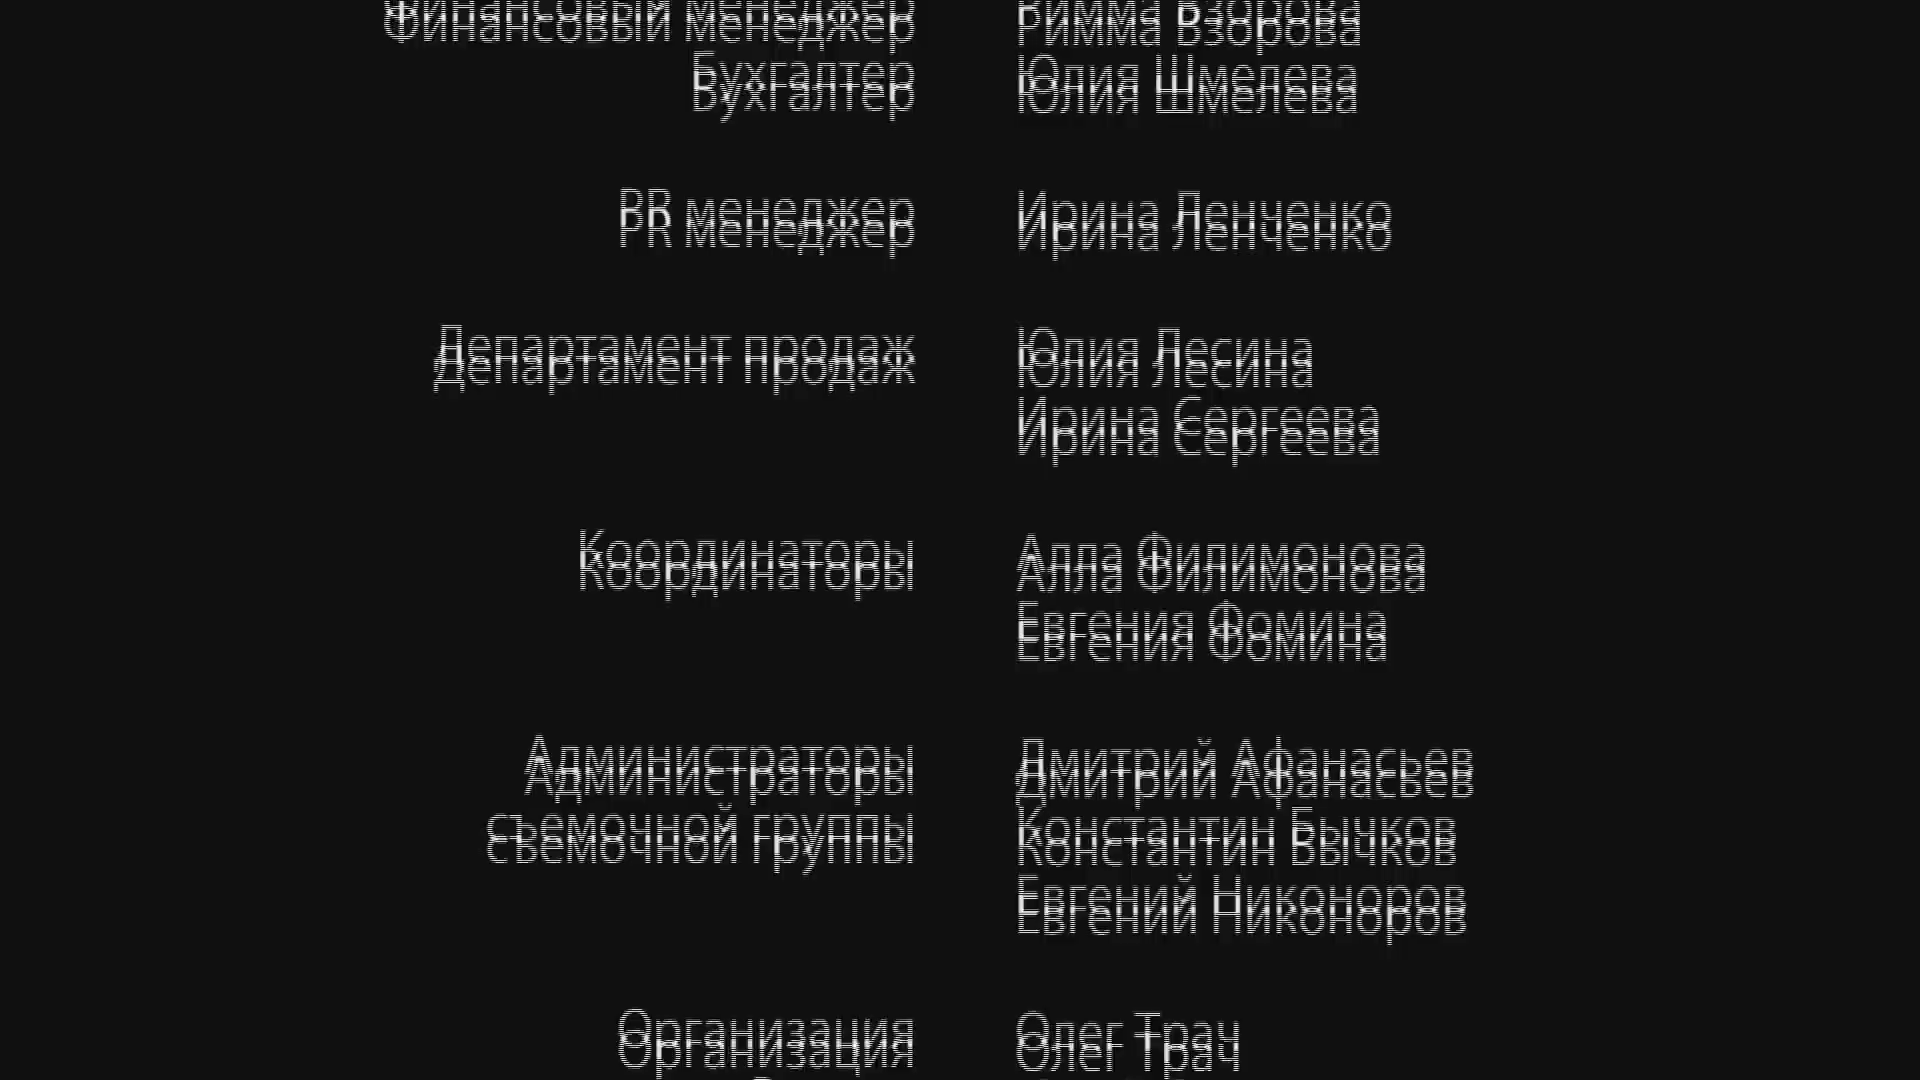 Финансовый менеджер Римма Взорова
Бухгалтер Юлия Шмелева
PR менеджер Ирина Ленченко
Департамент продаж Юлия Лесина
Ирина Сергеева
Координаторы Алла Филимонова
Евгения Фомина
Администраторы Дмитрий Афанасьев
съемочной группы Константин Бычков
Евгений Никоноров
Организация Олег Трач